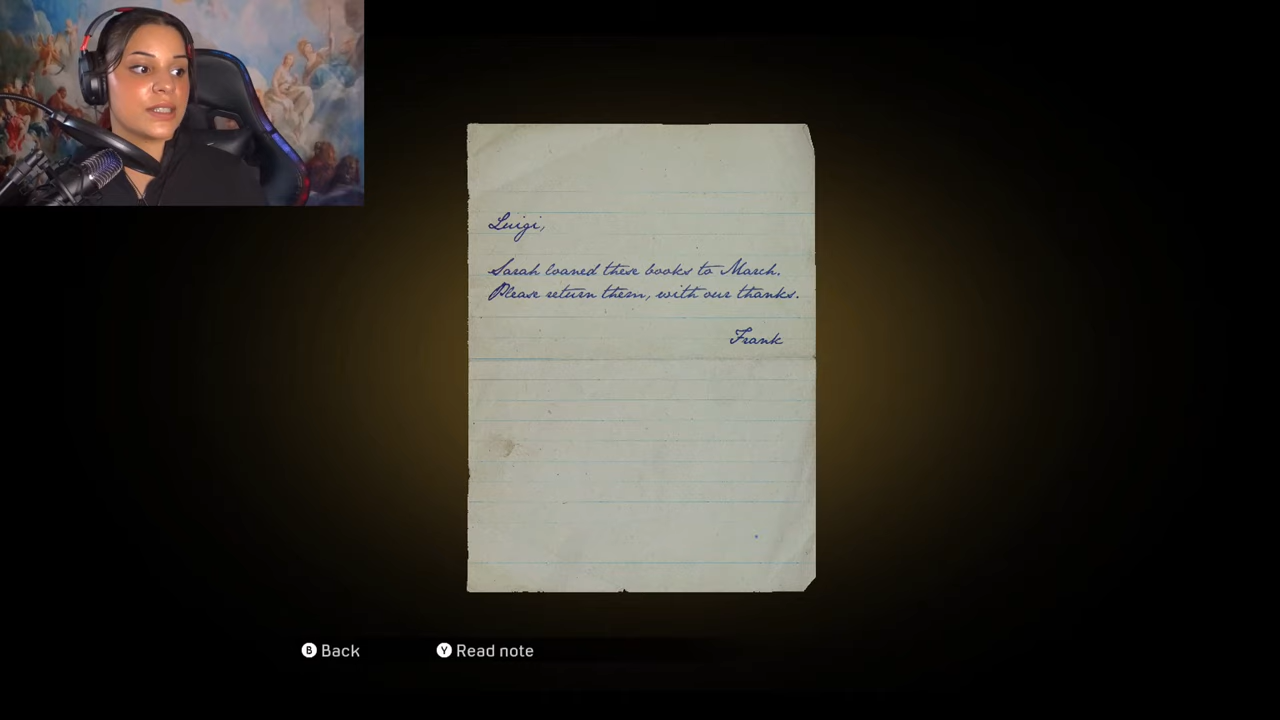 Luigi,
Sarah loaned these books to March.
Please return them, with our thanks.
Frank
B Back
Y Read note